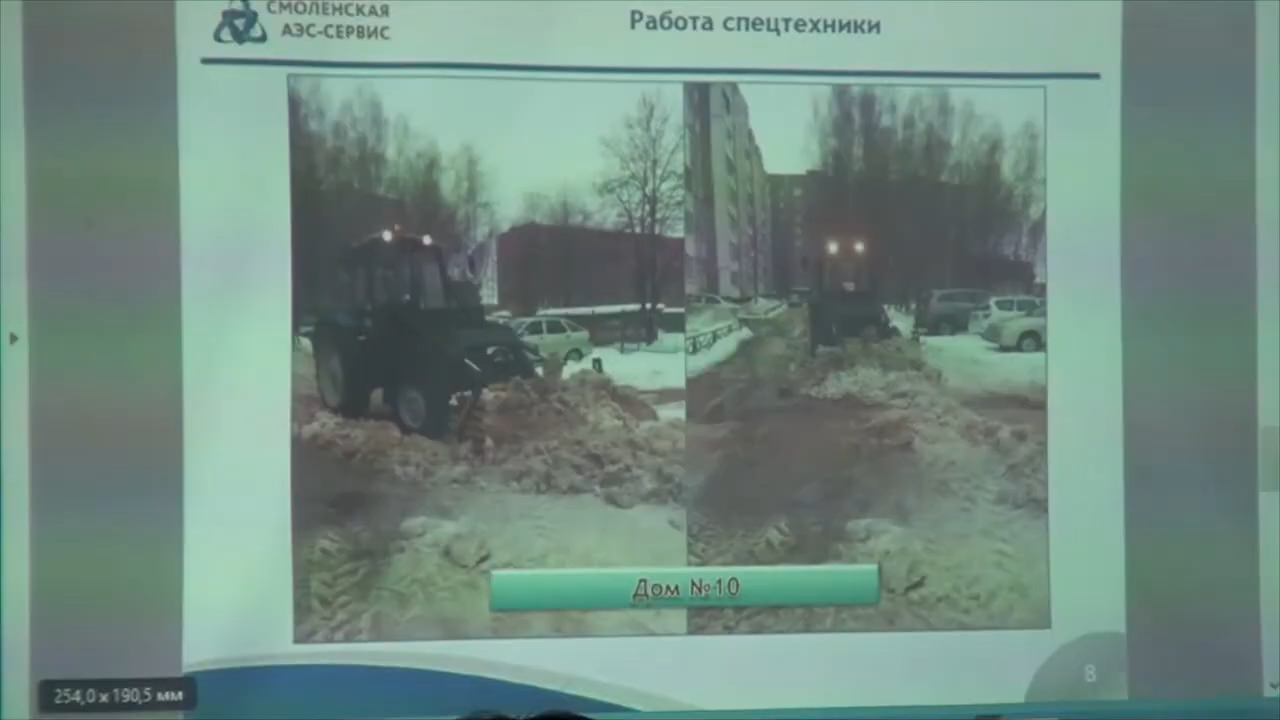 СМОЛЕНСКАЯ
АЭС-СЕРВИС
Работа спецтехники
Дом №10
8
254,0 x 190,5 мм